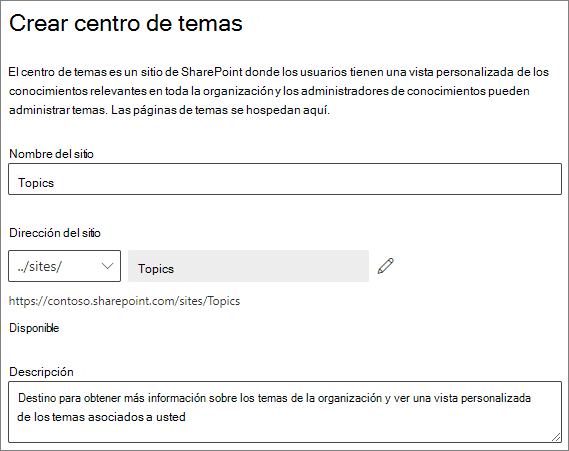 Crear centro de temas
El centro de temas es un sitio de SharePoint donde los usuarios tienen una vista personalizada de los
conocimientos relevantes en toda la organización y los administradores de conocimientos pueden
administrar temas. Las páginas de temas se hospedan aquí.
Nombre del sitio
Topics
Dirección del sitio
../sites/ Topics
https://contoso.sharepoint.com/sites/Topics
Disponible
Descripción
Destino para obtener más información sobre los temas de la organización y ver una vista personalizada
de los temas asociados a usted